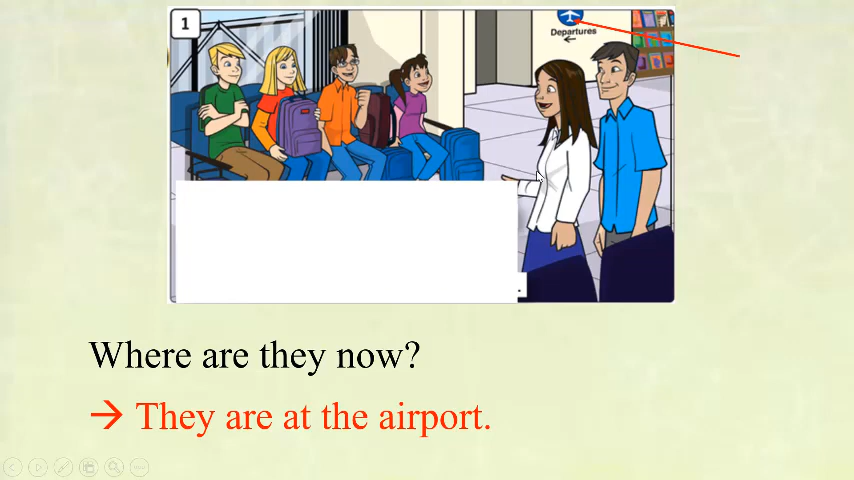 1
Departures
←
.
Where are they now?
→ They are at the airport.